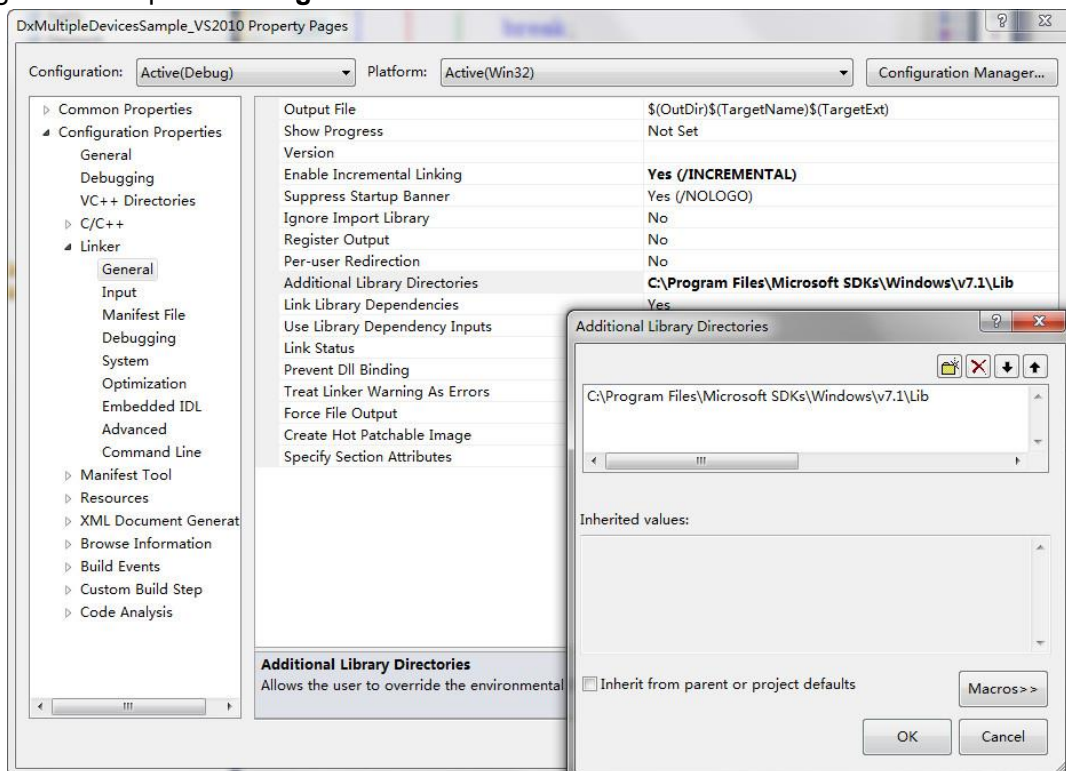 DxMultipleDevicesSample_VS2010 Property Pages
break;
Configuration: Active(Debug) Platform: Active(Win32) Configuration Manager...
Common Properties
Configuration Properties
General
Debugging
VC++ Directories
C/C++
Linker
General
Input
Manifest File
Debugging
System
Optimization
Embedded IDL
Advanced
Command Line
Manifest Tool
Resources
XML Document Generat
Browse Information
Build Events
Custom Build Step
Code Analysis
Output File $(OutDir)$(TargetName)$(TargetExt)
Show Progress Not Set
Version
Enable Incremental Linking Yes (/INCREMENTAL)
Suppress Startup Banner Yes (/NOLOGO)
Ignore Import Library No
Register Output No
Per-user Redirection No
Additional Library Directories C:\Program Files\Microsoft SDKs\Windows\v7.1\Lib
Link Library Dependencies Yes
Use Library Dependency Inputs
Link Status
Prevent Dll Binding
Treat Linker Warning As Errors
Force File Output
Create Hot Patchable Image
Specify Section Attributes
Additional Library Directories
Allows the user to override the environmental
Additional Library Directories
C:\Program Files\Microsoft SDKs\Windows\v7.1\Lib
Inherited values:
Inherit from parent or project defaults
Macros>>
OK Cancel